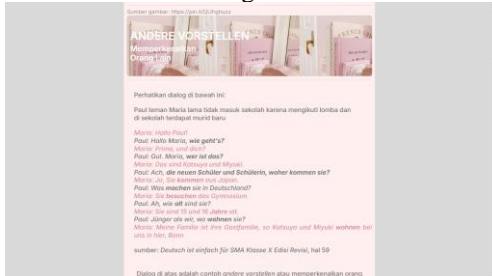 Sumber gambar: https://pin.it/
ANDERE VORSTELLEN
Memperkenalkan
Orang Lain
Perhatikan dialog di bawah ini:
Paul teman Maria lama tidak masuk sekolah karena mengikuti lomba dan
di sekolah terdapat murid baru
Maria: Hallo Paul!
Paul: Hallo Maria, wie geht's?
Maria: Prima, und dich?
Paul: Gut. Maria, wer ist das?
Maria: Das sind Katsuya und Miyuki.
Paul: Ach, die neuen Schüler und Schülerin, woher kommen sie?
Maria: Ja, Sie kommen aus Japan.
Paul: Was machen sie in Deutschland?
Maria: Sie besuchen das Gymnasium
Paul: Ah, wie alt sind sie?
Maria: Sie sind 15 und 16 Jahre alt.
Paul: Jünger als wir, wo wohnen sie?
Maria: Meine Familie ist ihre Gastfamilie, so Katsuya und Miyuki wohnen bei
uns in hier, Bonn
sumber: Deutsch ist einfach für SMA Klasse X Edisi Revisi, hal 59
Dialog di atas adalah contoh andere vorstellen atau memperkenalkan orang